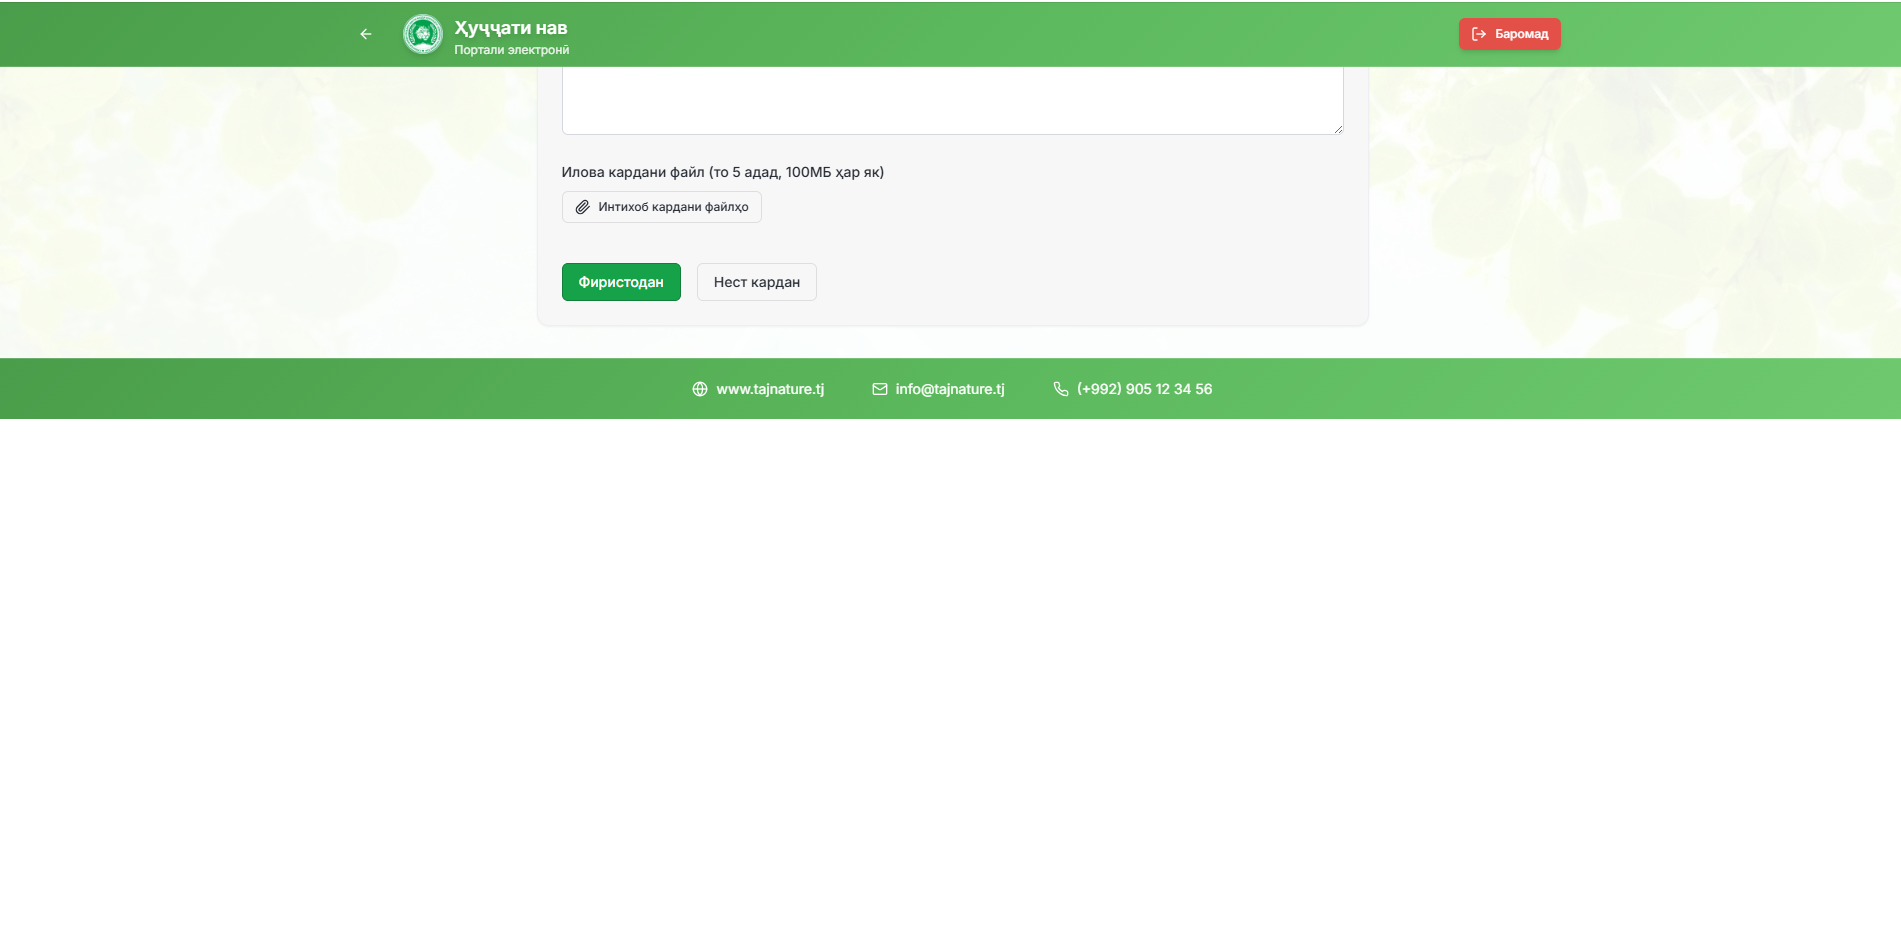 Ҳуҷҷати нав
Портали электронӣ
Баромад
Илова кардани файл (то 5 адад, 100МБ ҳар як)
Интихоб кардани файлҳо
Фиристодан
Нест кардан
www.tajnature.tj
info@tajnature.tj
(+992) 905 12 34 56